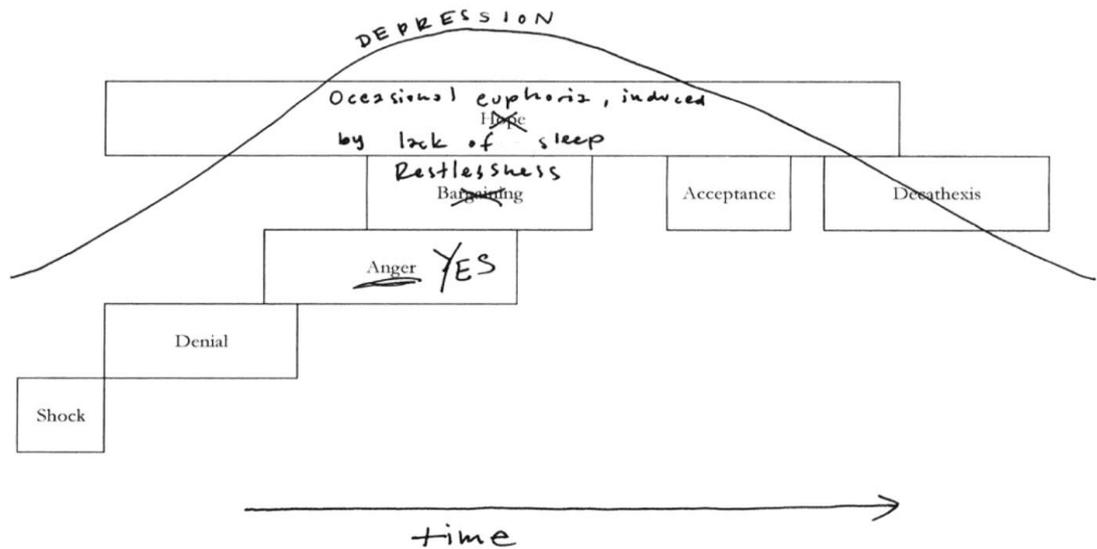 DEPRESSION
Occasional euphoria, induced
Hope
by lack of sleep
Restlessness
Bargaining
Acceptance
Decathexis
Anger YES
Denial
Shock
time